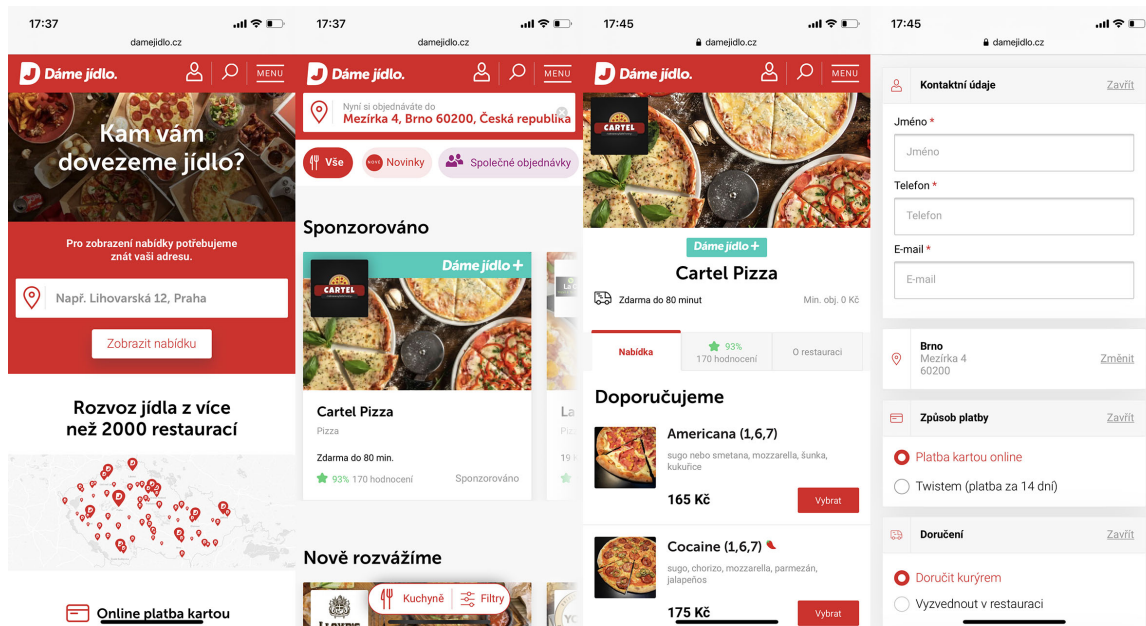 17:37
damejidlo.cz
Dáme jídlo.
MENU
Kam vám
dovezeme jídlo?
Pro zobrazení nabídky potřebujeme
znát vaši adresu.
Např. Lihovarská 12, Praha
Zobrazit nabídku
Rozvoz jídla z více
než 2000 restaurací
Online platba kartou
17:37
damejidlo.cz
Dáme jídlo.
MENU
Nyní si objednáváte do
Mezírka 4, Brno 60200, Česká republika
Vše
NOVÉ
Novinky
Společné objednávky
Sponzorováno
Dáme jídlo +
CARTEL
Cartel Pizza
Pizza
Zdarma do 80 min.
93% 170 hodnocení
Sponzorováno
La
Piz
19
Nově rozvážíme
Kuchyně
Filtry
17:45
damejidlo.cz
Dáme jídlo.
MENU
CARTEL
Dáme jídlo +
Cartel Pizza
Zdarma do 80 minut
Min. obj. 0 Kč
Nabídka
93%
170 hodnocení
O restauraci
Doporučujeme
Americana (1,6,7)
sugo nebo smetana, mozzarella, šunka,
kukuřice
165 Kč
Vybrat
Cocaine (1,6,7)
sugo, chorizo, mozzarella, parmezán,
jalapeños
175 Kč
Vybrat
17:45
damejidlo.cz
Kontaktní údaje
Zavřít
Jméno *
Jméno
Telefon *
Telefon
E-mail *
E-mail
Brno
Mezírka 4
60200
Změnit
Způsob platby
Zavřít
Platba kartou online
Twistem (platba za 14 dní)
Doručení
Zavřít
Doručit kurýrem
Vyzvednout v restauraci